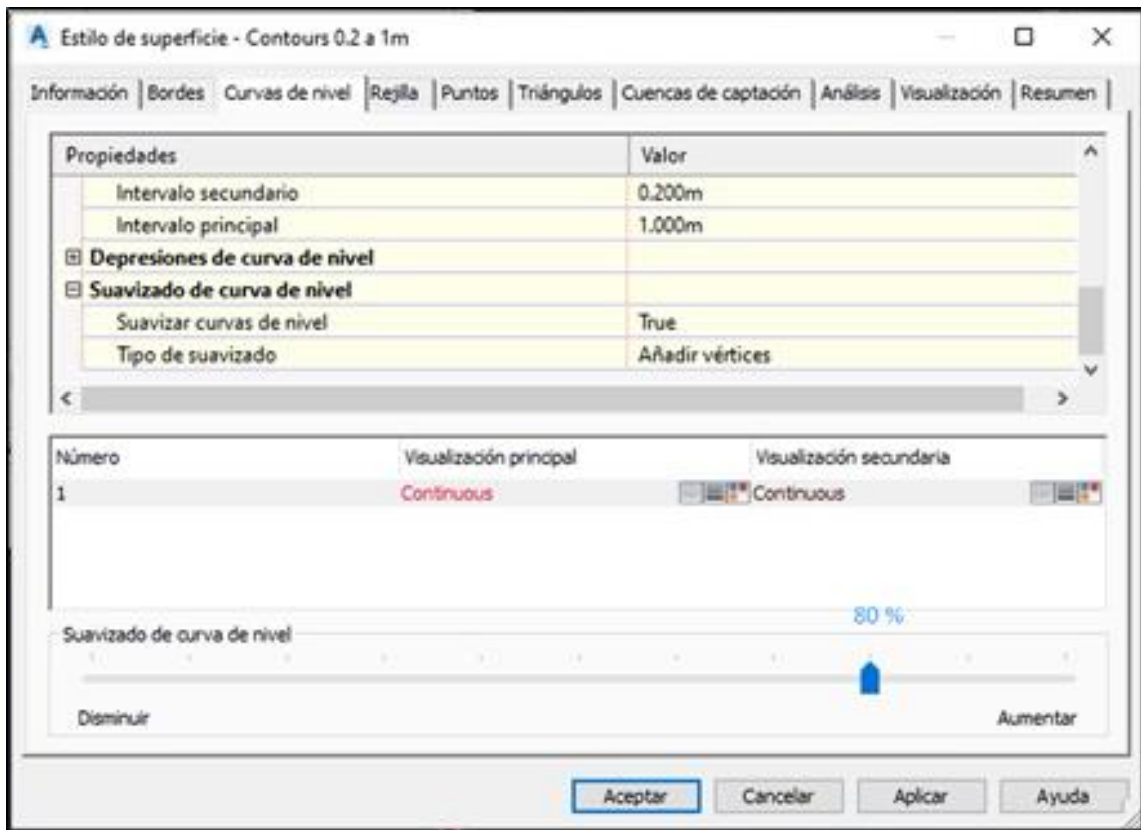 Estilo de superficie - Contours 0.2 a 1m
Información Bordes Curvas de nivel Rejilla Puntos Triángulos Cuencas de captación Análisis Visualización Resumen
Propiedades Valor
Intervalo secundario 0.200m
Intervalo principal 1.000m
Depresiones de curva de nivel
Suavizado de curva de nivel
Suavizar curvas de nivel True
Tipo de suavizado Añadir vértices
Número Visualización principal Visualización secundaria
1 Continuous Continuous
80 %
Suavizado de curva de nivel
Disminuir Aumentar
Aceptar Cancelar Aplicar Ayuda